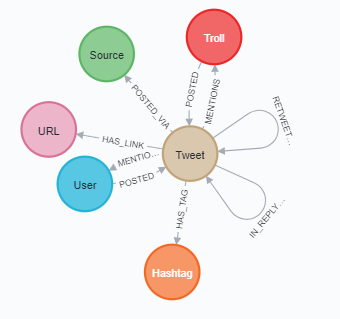 Troll
Source
POSTED
MENTIONS
POSTED_VIA
RETWEET...
URL
HAS_LINK
Tweet
MENTIO...
User
POSTED
HAS_TAG
IN_REPLY...
Hashtag